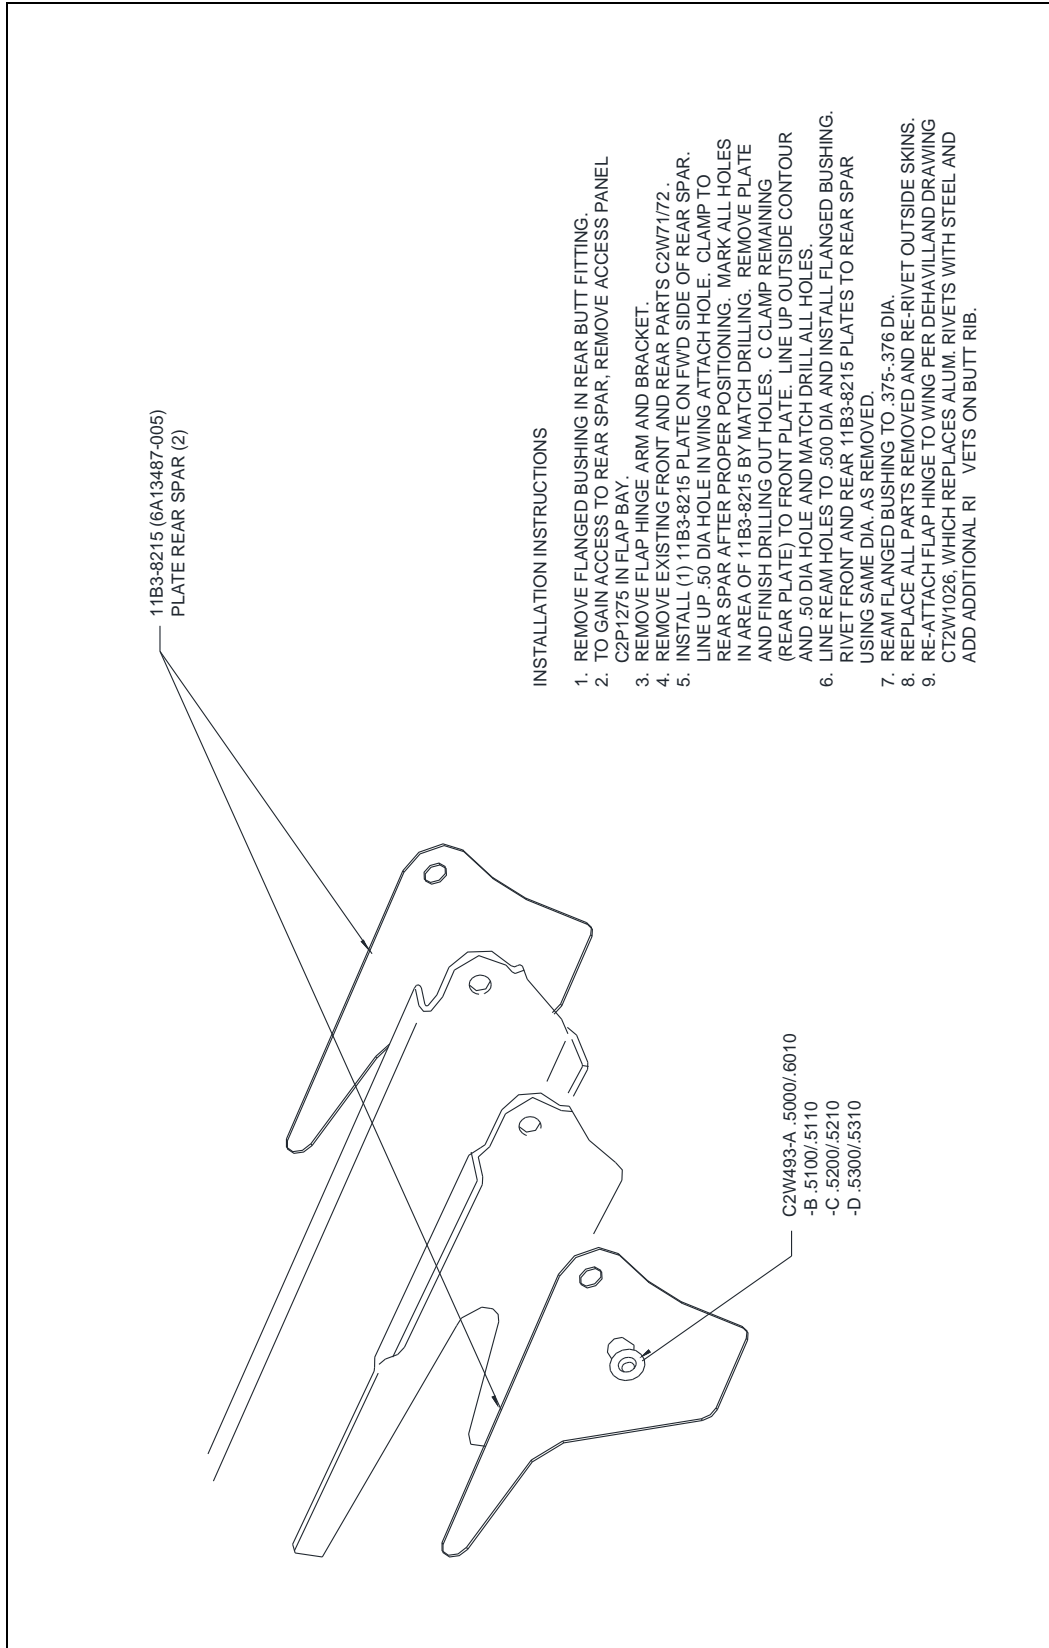 11B3-8215 (6A13487-005)
PLATE REAR SPAR (2)
INSTALLATION INSTRUCTIONS
1. REMOVE FLANGED BUSHING IN REAR BUTT FITTING.
2. TO GAIN ACCESS TO REAR SPAR, REMOVE ACCESS PANEL
C2P1275 IN FLAP BAY.
3. REMOVE FLAP HINGE ARM AND BRACKET.
4. REMOVE EXISTING FRONT AND REAR PARTS C2W71/72 .
5. INSTALL (1) 11B3-8215 PLATE ON FWD SIDE OF REAR SPAR.
LINE UP .50 DIA HOLE IN WING ATTACH HOLE. CLAMP TO
REAR SPAR AFTER PROPER POSITIONING. MARK ALL HOLES
IN AREA OF 11B3-8215 BY MATCH DRILLING. REMOVE PLATE
AND FINISH DRILLING OUT HOLES. C CLAMP REMAINING
(REAR PLATE) TO FRONT PLATE. LINE UP OUTSIDE CONTOUR
AND .50 DIA HOLE AND MATCH DRILL ALL HOLES.
6. LINE REAM HOLES TO .500 DIA AND INSTALL FLANGED BUSHING.
RIVET FRONT AND REAR 11B3-8215 PLATES TO REAR SPAR
USING SAME DIA. AS REMOVED.
7. REAM FLANGED BUSHING TO .375-.376 DIA.
8. REPLACE ALL PARTS REMOVED AND RE-RIVET OUTSIDE SKINS.
9. RE-ATTACH FLAP HINGE TO WING PER DEHAVILLAND DRAWING
CT2W1026, WHICH REPLACES ALUM. RIVETS WITH STEEL AND
ADD ADDITIONAL RI VETS ON BUTT RIB.
C2W493-A .5000/.6010
-B .5100/.5110
-C .5200/.5210
-D .5300/.5310